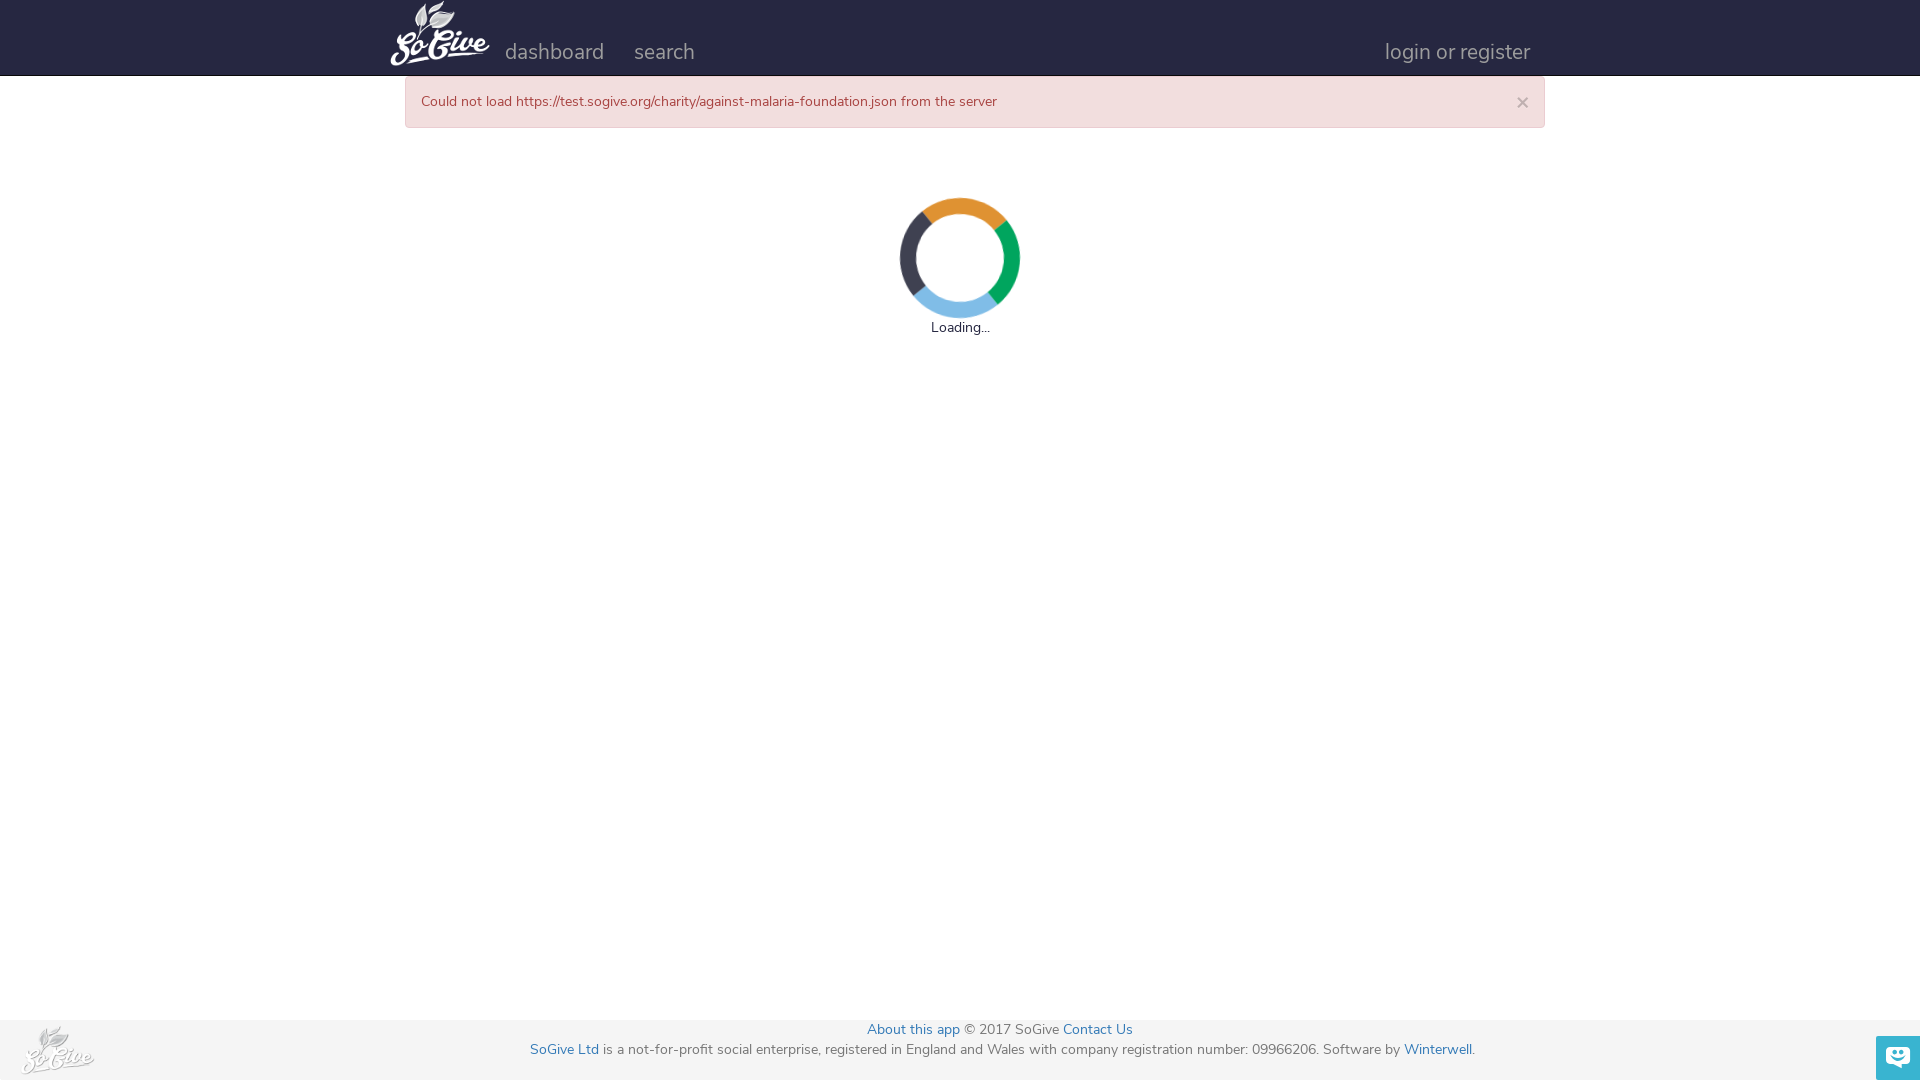 SoGive
dashboard
search
login or register
Could not load https://test.sogive.org/charity/against-malaria-foundation.json from the server
×
Loading...
About this app © 2017 SoGive Contact Us
SoGive Ltd is a not-for-profit social enterprise, registered in England and Wales with company registration number: 09966206. Software by Winterwell.
SoGive